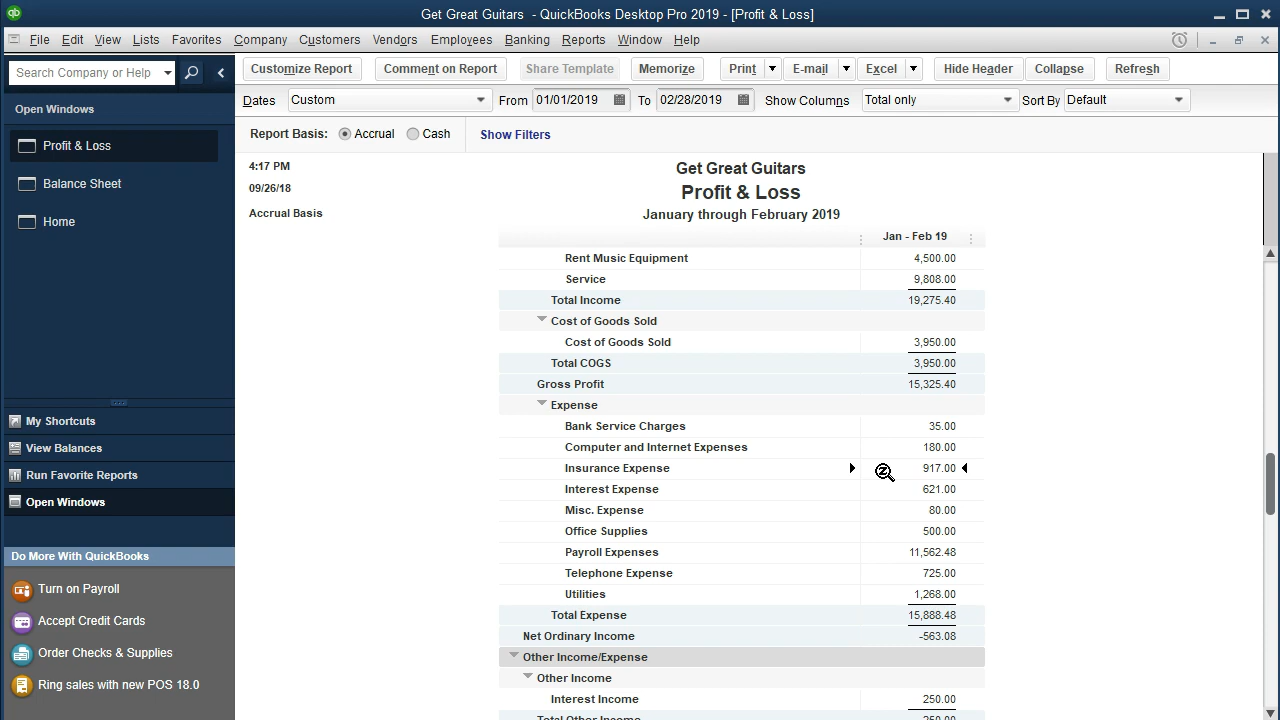 Get Great Guitars - QuickBooks Desktop Pro 2019 - [Profit & Loss]
File Edit View Lists Favorites Company Customers Vendors Employees Banking Reports Window Help
Search Company or Help
Customize Report Comment on Report Share Template Memorize Print E-mail Excel Hide Header Collapse Refresh
Open Windows
Dates Custom From 01/01/2019 To 02/28/2019 Show Columns Total only Sort By Default
Profit & Loss
Report Basis: Accrual Cash Show Filters
Balance Sheet
Home
4:17 PM
09/26/18
Accrual Basis
Get Great Guitars
Profit & Loss
January through February 2019
Jan - Feb 19
Rent Music Equipment 4,500.00
Service 9,808.00
Total Income 19,275.40
Cost of Goods Sold
Cost of Goods Sold 3,950.00
Total COGS 3,950.00
Gross Profit 15,325.40
Expense
Bank Service Charges 35.00
Computer and Internet Expenses 180.00
Insurance Expense 917.00
Interest Expense 621.00
Misc. Expense 80.00
Office Supplies 500.00
Payroll Expenses 11,562.48
Telephone Expense 725.00
Utilities 1,268.00
Total Expense 15,888.48
Net Ordinary Income -563.08
Other Income/Expense
Other Income
Interest Income 250.00
Total Other Income 250.00
My Shortcuts
View Balances
Run Favorite Reports
Open Windows
Do More With QuickBooks
Turn on Payroll
Accept Credit Cards
Order Checks & Supplies
Ring sales with new POS 18.0